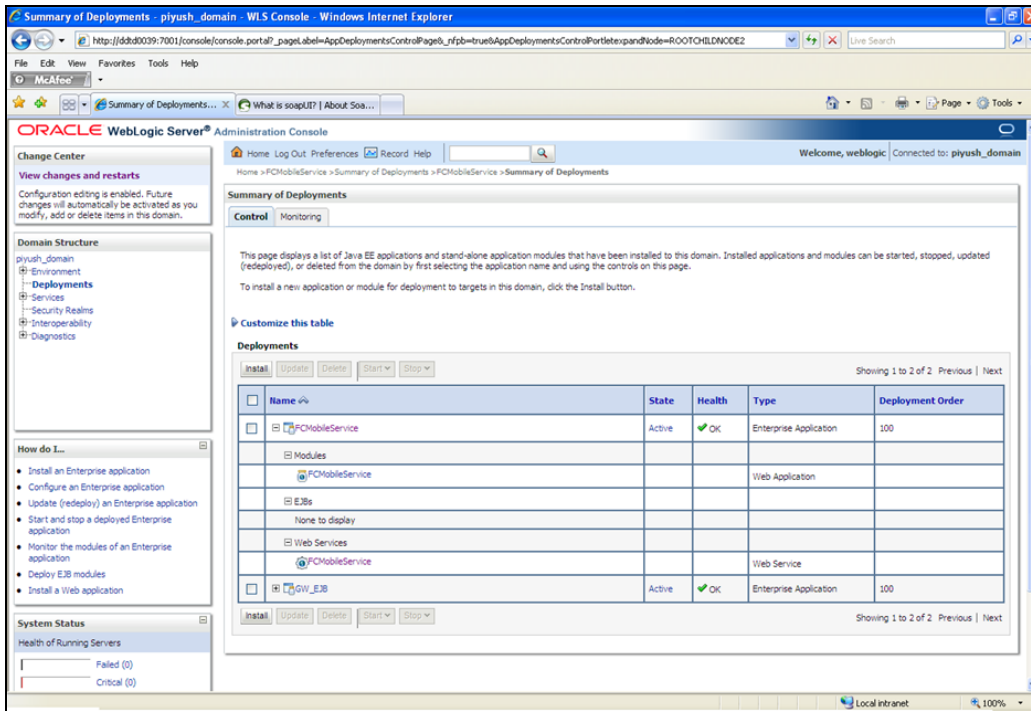 Summary of Deployments - piyush_domain - WLS Console - Windows Internet Explorer
http://ddtd0039:7001/console/console.portal?_pageLabel=AppDeploymentsControlPage&_nfpb=true&AppDeploymentsControlPortletexpandNode=ROOTCHILDNODE2
Live Search
File Edit View Favorites Tools Help
McAfee
Summary of Deployments... X
What is soapUI? | About Soa...
Page
Tools
ORACLE WebLogic Server® Administration Console
Change Center
View changes and restarts
Configuration editing is enabled. Future
changes will automatically be activated as you
modify, add or delete items in this domain.
Domain Structure
piyush_domain
Environment
Deployments
Services
Security Realms
Interoperability
Diagnostics
How do I...
Install an Enterprise application
Configure an Enterprise application
Update (redeploy) an Enterprise application
Start and stop a deployed Enterprise
application
Monitor the modules of an Enterprise
application
Deploy EJB modules
Install a Web application
System Status
Health of Running Servers
Failed (0)
Critical (0)
Home Log Out Preferences Record Help
Welcome, weblogic Connected to: piyush_domain
Home >FCMobileService >Summary of Deployments >FCMobileService >Summary of Deployments
Summary of Deployments
Control Monitoring
This page displays a list of Java EE applications and stand-alone application modules that have been installed to this domain. Installed applications and modules can be started, stopped, updated
(redeployed), or deleted from the domain by first selecting the application name and using the controls on this page.
To install a new application or module for deployment to targets in this domain, click the Install button.
Customize this table
Deployments
Install Update Delete Start Stop
Showing 1 to 2 of 2 Previous | Next
Name State Health Type Deployment Order
FCMobileService Active OK Enterprise Application 100
Modules
FCMobileService Web Application
EJBs
None to display
Web Services
FCMobileService Web Service
GW_EJB Active OK Enterprise Application 100
Install Update Delete Start Stop
Showing 1 to 2 of 2 Previous | Next
Local intranet
100%